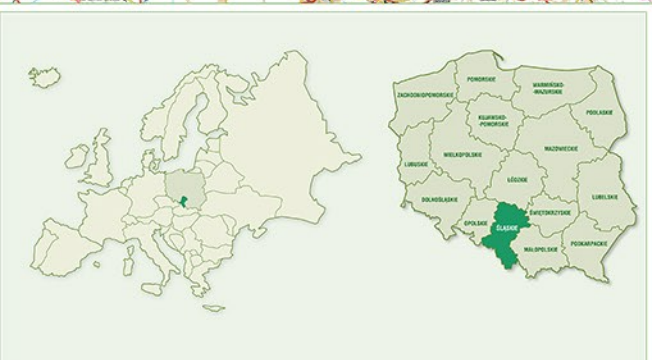 POMORSKIE
WARMIŃSKO-
-MAZURSKIE
ZACHODNIOPOMORSKIE
PODLASKIE
KUJAWSKO-
-POMORSKIE
MAZOWIECKIE
WIELKOPOLSKIE
LUBUSKIE
ŁÓDZKIE
LUBELSKIE
DOLNOŚLĄSKIE
ŚWIĘTOKRZYSKIE
OPOLSKIE
ŚLĄSKIE
PODKARPACKIE
MAŁOPOLSKIE